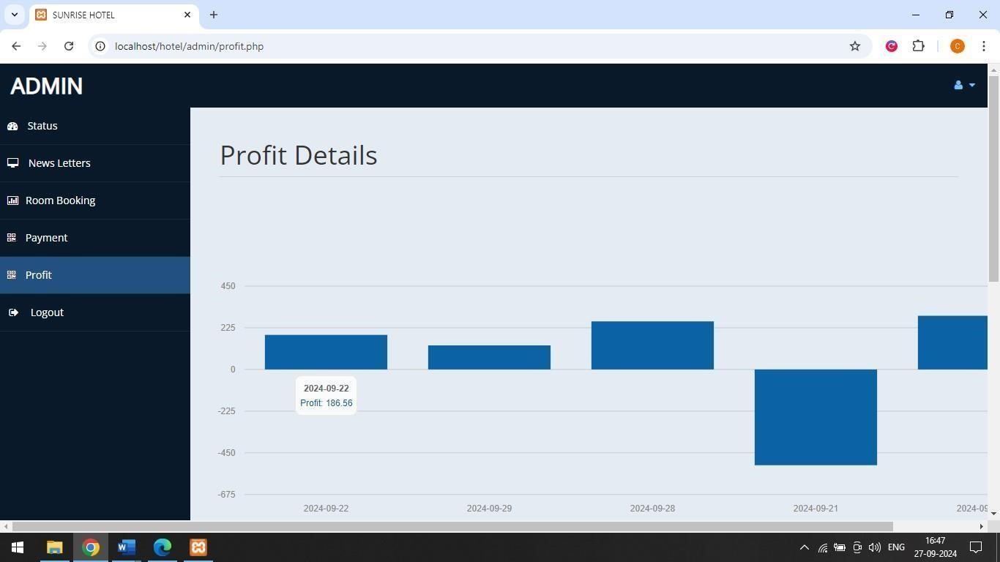 SUNRISE HOTEL
localhost/hotel/admin/profit.php
C
ADMIN
Status
News Letters
Room Booking
Payment
Profit
Logout
Profit Details
450
225
0
-225
-450
-675
2024-09-22
Profit: 186.56
2024-09-22
2024-09-29
2024-09-28
2024-09-21
2024-09
ENG
16:47
27-09-2024